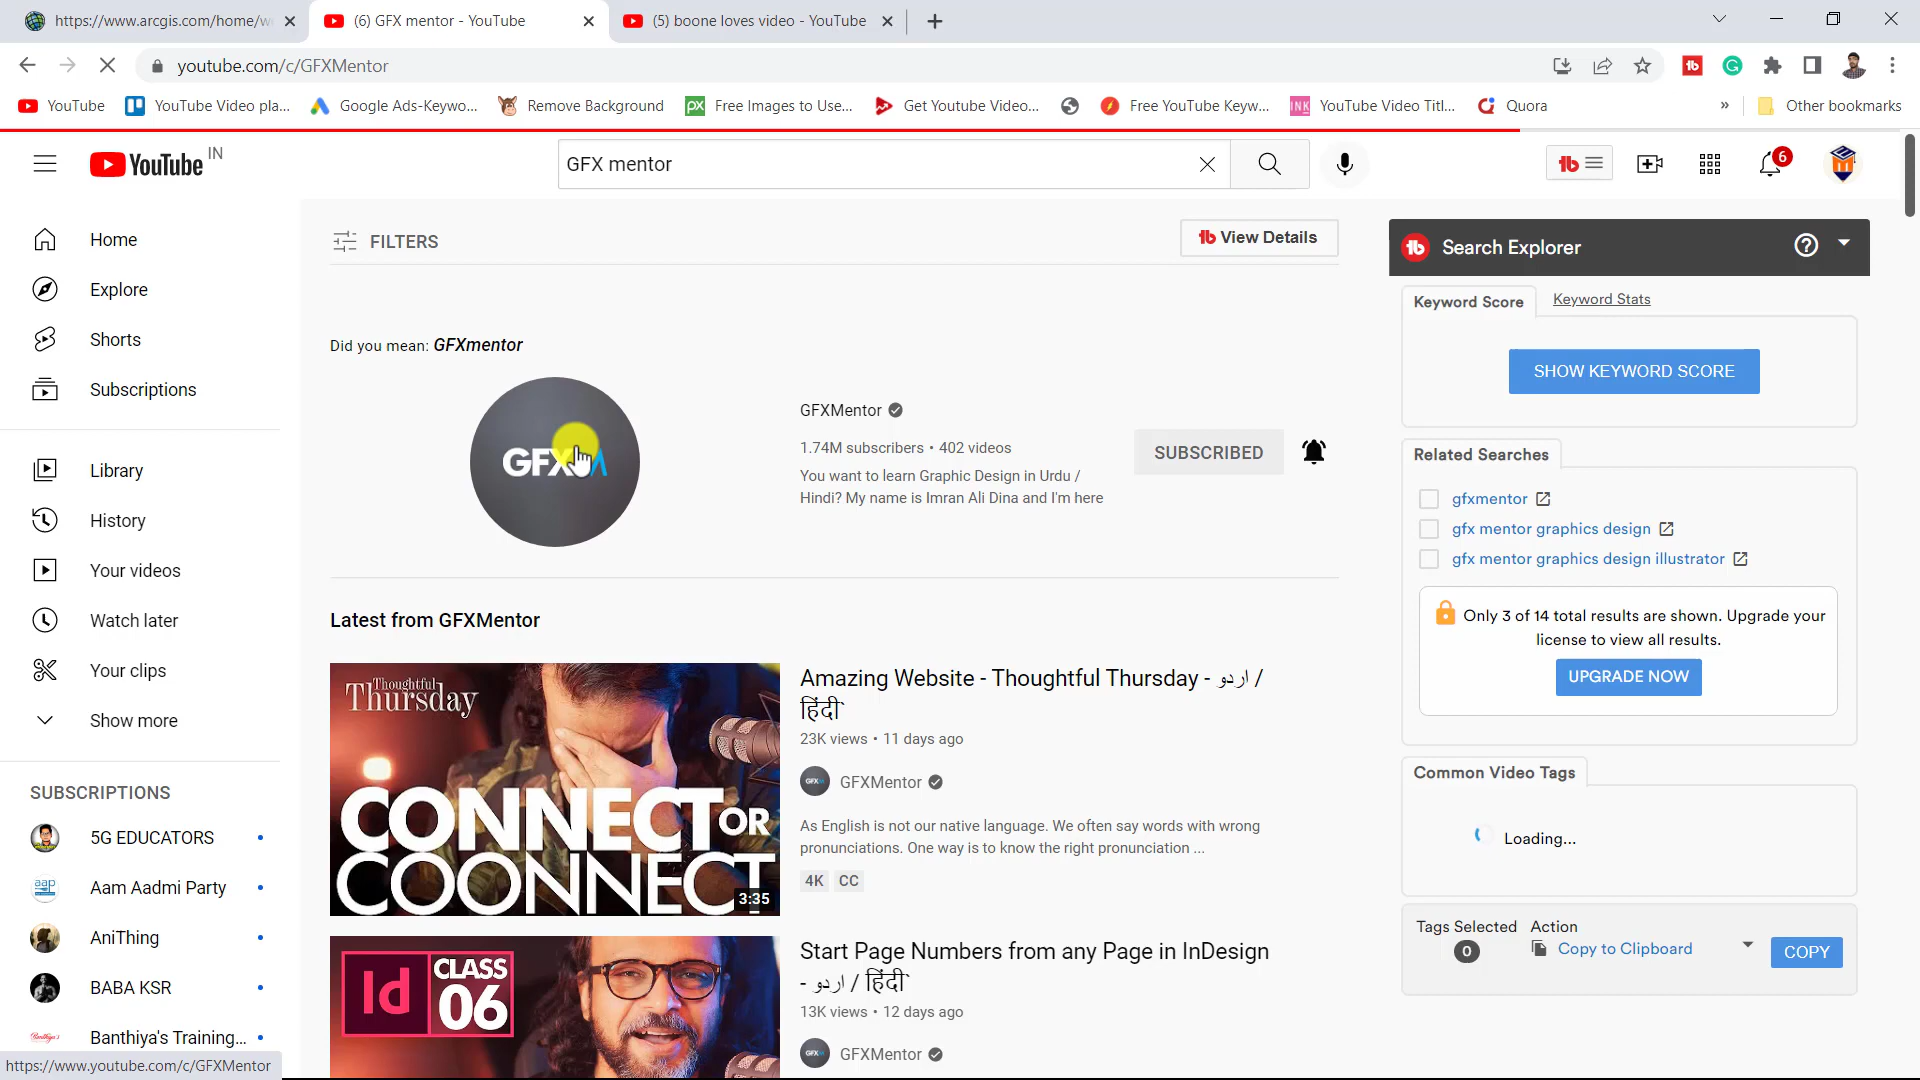 https://www.arcgis.com/home/w
(6) GFX mentor - YouTube
(5) boone loves video - YouTube
youtube.com/c/GFXMentor
YouTube
YouTube Video pla...
Google Ads-Keywo...
Remove Background
Free Images to Use...
Get Youtube Video...
Free YouTube Keyw...
YouTube Video Titl...
Quora
»
Other bookmarks
YouTube IN
GFX mentor
6
Home
Explore
Shorts
Subscriptions
Library
History
Your videos
Watch later
Your clips
Show more
SUBSCRIPTIONS
5G EDUCATORS
Aam Aadmi Party
AniThing
BABA KSR
Banthiya's Training...
https://www.youtube.com/c/GFXMentor
FILTERS
View Details
Did you mean: GFXmentor
GFXM
GFXMentor
1.74M subscribers • 402 videos
You want to learn Graphic Design in Urdu /
Hindi? My name is Imran Ali Dina and I'm here
SUBSCRIBED
Latest from GFXMentor
Thoughtful
Thursday
CONNECT OR
COONNECT
3:35
Amazing Website - Thoughtful Thursday - اردو /
हिंदी`
23K views • 11 days ago
GFXMentor
As English is not our native language. We often say words with wrong
pronunciations. One way is to know the right pronunciation ...
4K CC
Id CLASS
06
Start Page Numbers from any Page in InDesign
- اردو / हिंदी`
13K views • 12 days ago
GFXMentor
Search Explorer
Keyword Score
Keyword Stats
SHOW KEYWORD SCORE
Related Searches
gfxmentor
gfx mentor graphics design
gfx mentor graphics design illustrator
Only 3 of 14 total results are shown. Upgrade your
license to view all results.
UPGRADE NOW
Common Video Tags
Loading...
Tags Selected
0
Action
Copy to Clipboard
COPY